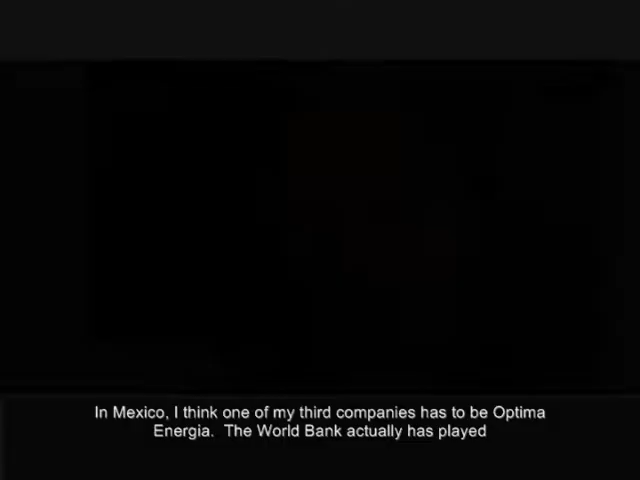 In Mexico, I think one of my third companies has to be Optima
Energia.  The World Bank actually has played